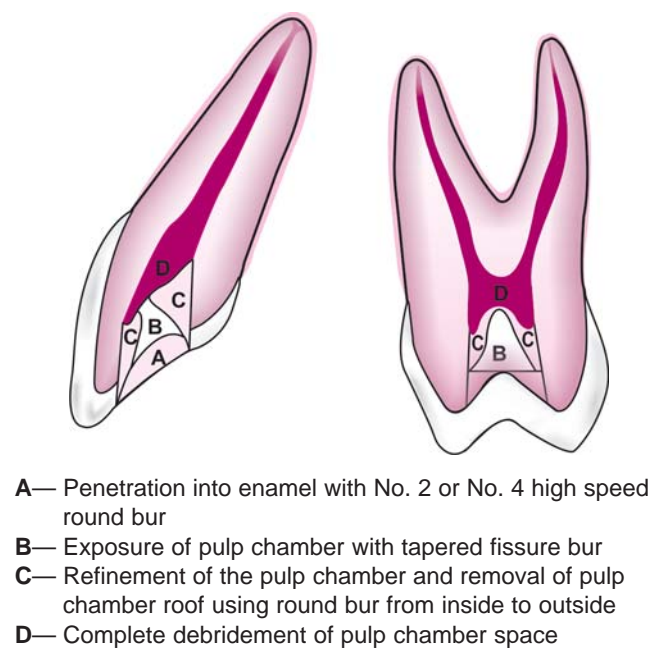 D
C
C
B
A
D
C
C
B
A— Penetration into enamel with No. 2 or No. 4 high speed
round bur
B— Exposure of pulp chamber with tapered fissure bur
C— Refinement of the pulp chamber and removal of pulp
chamber roof using round bur from inside to outside
D— Complete debridement of pulp chamber space